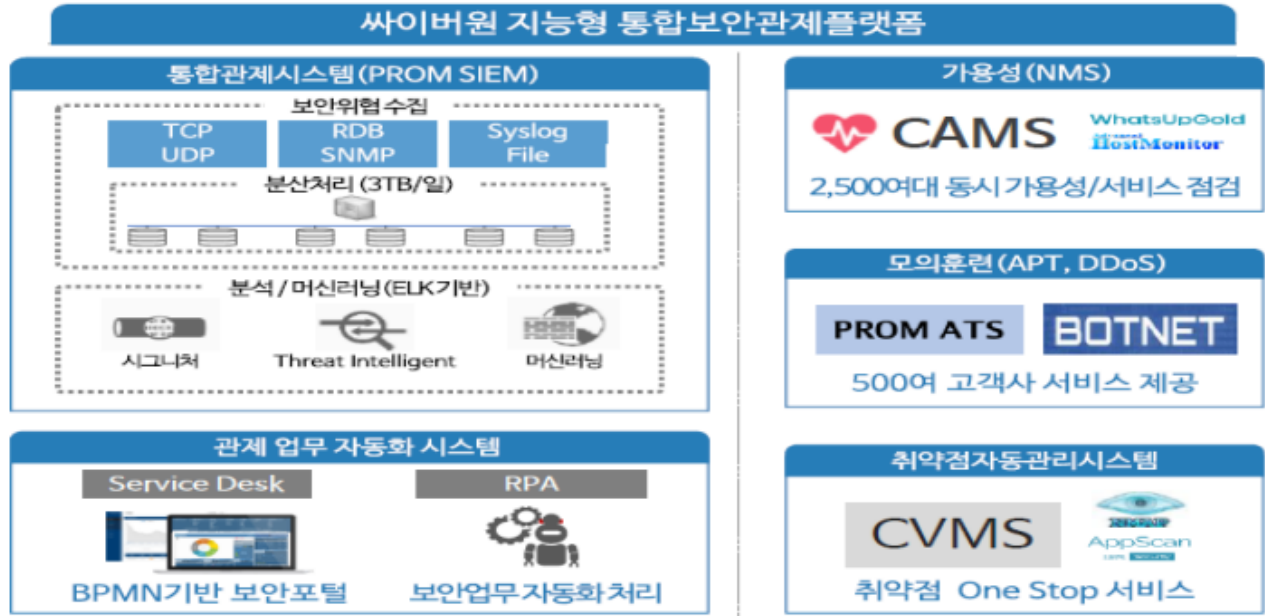 싸이버원 지능형 통합보안관제플랫폼
통합관제시스템(PROM SIEM)
보안위협 수집
TCP
UDP
RDB
SNMP
Syslog
File
분산처리 (3TB/일)
분석 / 머신러닝(ELK기반)
시그니처
Threat Intelligent
머신러닝
관제 업무 자동화 시스템
Service Desk
BPMN기반 보안포털
RPA
보안업무자동화 처리
가용성(NMS)
CAMS
WhatsUpGold
HostMonitor
2,500여대 동시 가용성/서비스 점검
모의훈련(APT, DDoS)
PROM ATS
BOTNET
500여 고객사 서비스 제공
취약점자동관리시스템
CVMS
AppScan
취약점 One Stop 서비스